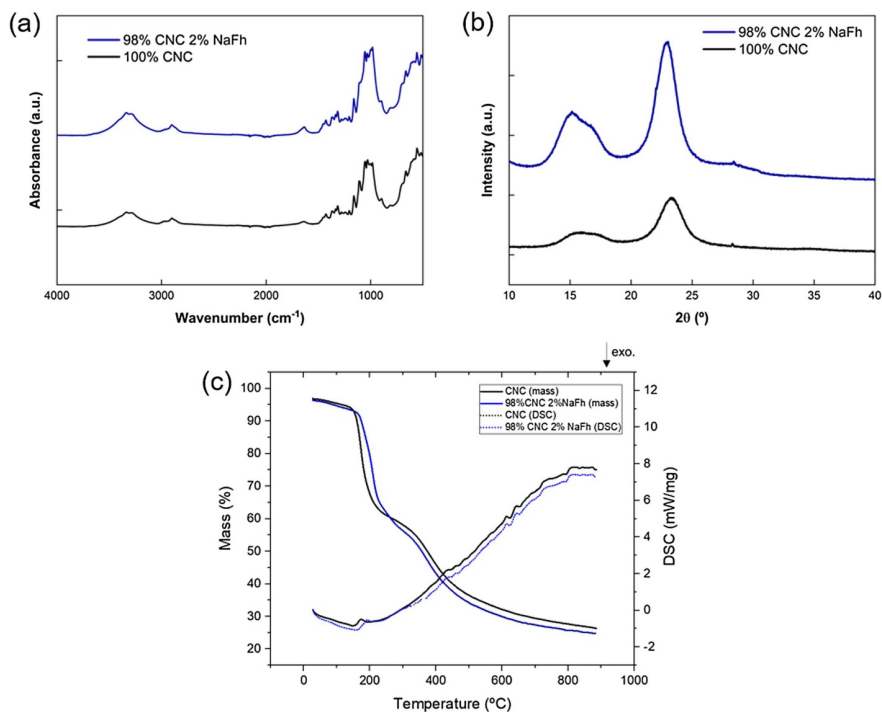 (a)
98% CNC 2% NaFh
100% CNC
Absorbance (a.u.)
4000 3000 2000 1000
Wavenumber (cm-1)
(b)
98% CNC 2% NaFh
100% CNC
Intensity (a.u.)
10 15 20 25 30 35 40
2θ (º)
exo.
(c)
CNC (mass)
98%CNC 2%NaFh (mass)
CNC (DSC)
98% CNC 2% NaFh (DSC)
100
90
80
70
60
50
40
30
20
Mass (%)
12
10
8
6
4
2
0
-2
DSC (mW/mg)
0 200 400 600 800 1000
Temperature (ºC)